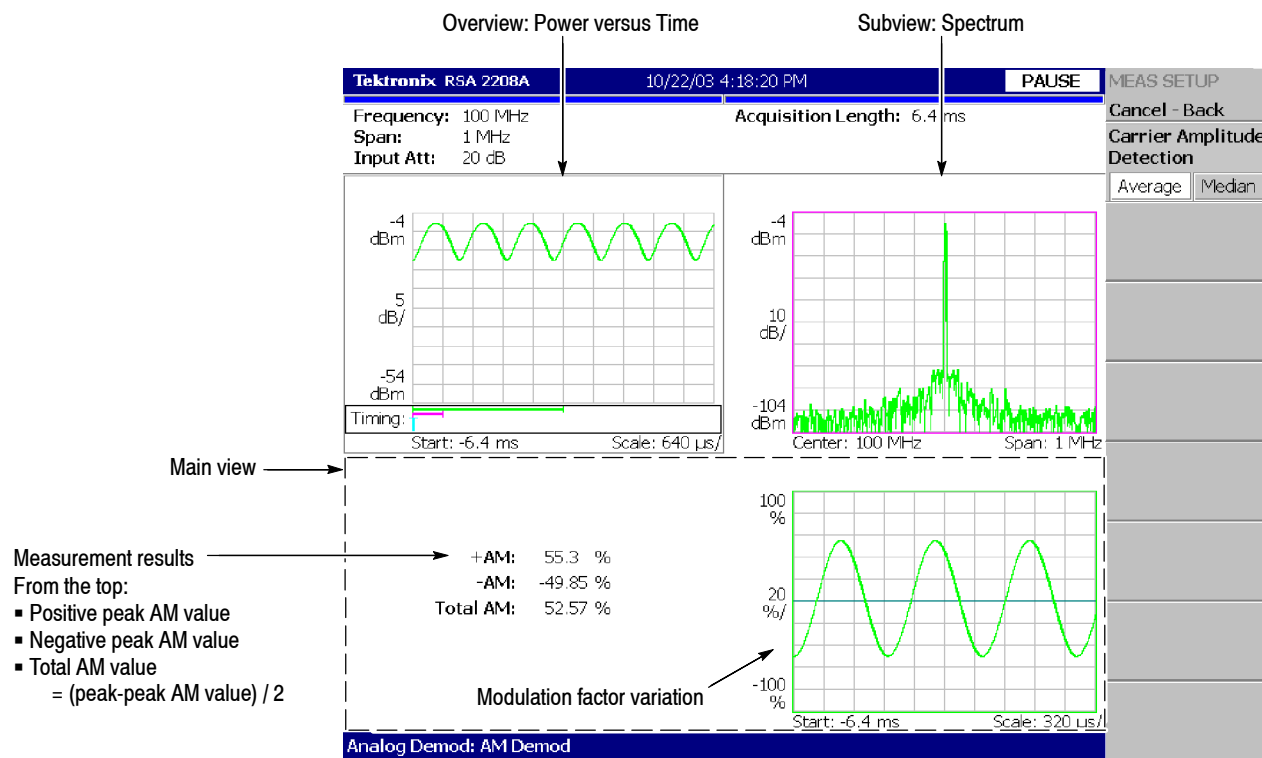 Overview: Power versus Time
Subview: Spectrum
Tektronix RSA 2208A
10/22/03 4:18:20 PM
PAUSE
MEAS SETUP
Frequency: 100 MHz
Acquisition Length: 6.4 ms
Span: 1 MHz
Input Att: 20 dB
Cancel - Back
Carrier Amplitude
Detection
Average
Median
-4
dBm
5
dB/
-54
dBm
Timing:
Start: -6.4 ms
Scale: 640 µs/
-4
dBm
10
dB/
-104
dBm
Center: 100 MHz
Span: 1 MHz
Main view
Measurement results
From the top:
▪ Positive peak AM value
▪ Negative peak AM value
▪ Total AM value
= (peak-peak AM value) / 2
+AM: 55.3 %
-AM: -49.85 %
Total AM: 52.57 %
Modulation factor variation
100
%
20
%/
-100
%
Start: -6.4 ms
Scale: 320 µs/
Analog Demod: AM Demod